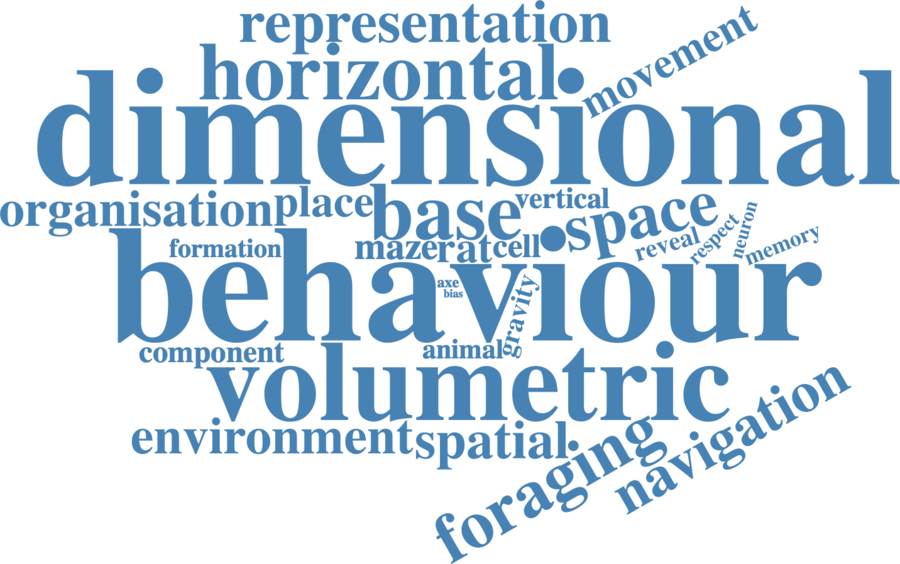 representation
movement
horizontal
dimensional
organisation place base vertical space
formation maze rat cell reveal respect neuron memory
behaviour
axe
bias
gravity
component animal
volumetric
environment spatial
foraging navigation